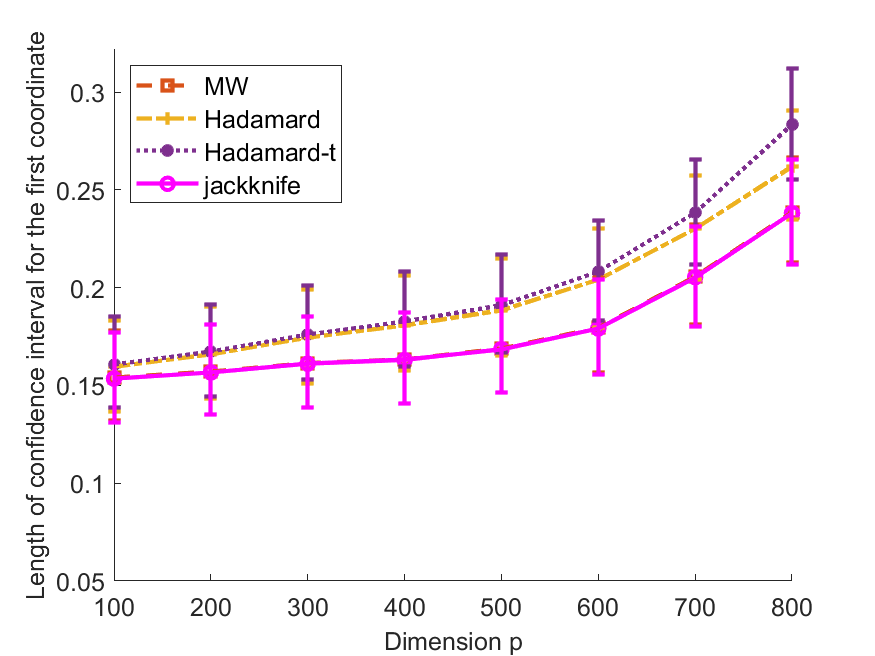 Length of confidence interval for the first coordinate
0.3
0.25
0.2
0.15
0.1
0.05
MW
Hadamard
Hadamard-t
jackknife
100 200 300 400 500 600 700 800
Dimension p